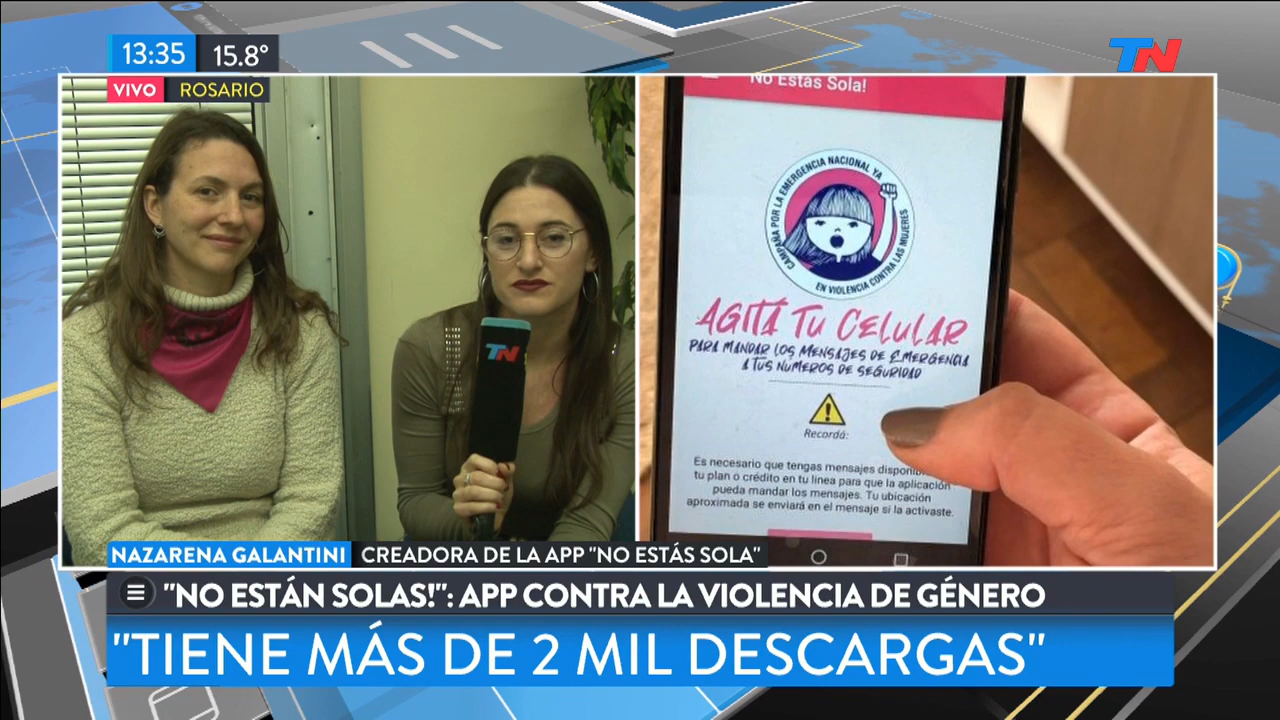 13:35 15.8°
TN
VIVO ROSARIO
No Estás Sola!
CAMPAÑA POR LA EMERGENCIA NACIONAL YA
EN VIOLENCIA CONTRA LAS MUJERES
AGITÁ TU CELULAR
PARA MANDAR LOS MENSAJES DE EMERGENCIA
A TUS NÚMEROS DE SEGURIDAD
Recordá:
Es necesario que tengas mensajes
tu plan o crédito en tu línea para que la aplicación
pueda mandar los mensajes. Tu ubicación
aproximada se enviará en el mensaje si la activaste.
TN
NAZARENA GALANTINI CREADORA DE LA APP "NO ESTÁS SOLA"
"NO ESTÁN SOLAS!": APP CONTRA LA VIOLENCIA DE GÉNERO
"TIENE MÁS DE 2 MIL DESCARGAS"